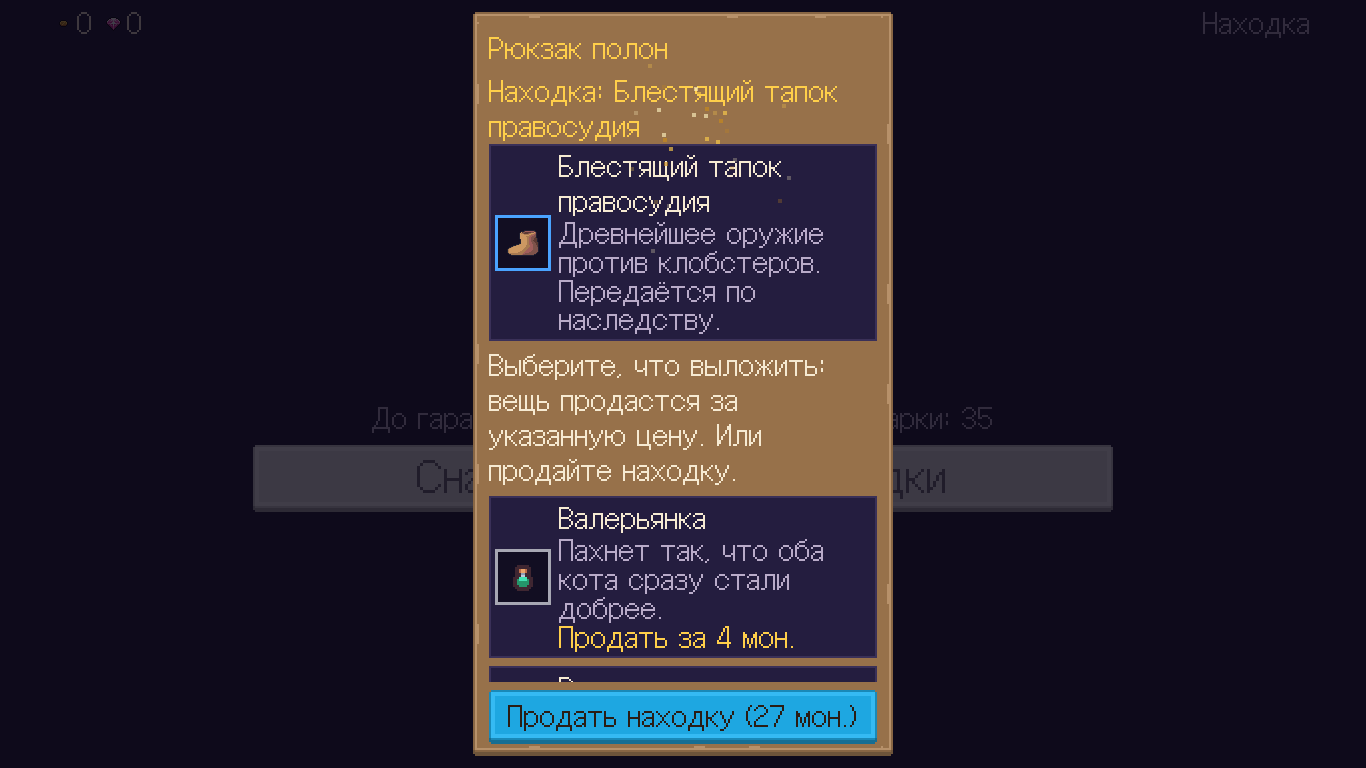 0 0
Находка
Рюкзак полон
Находка: Блестящий тапок
правосудия
Блестящий тапок
правосудия
Древнейшее оружие
против клобстеров.
Передаётся по
наследству.
Выберите, что выложить:
вещь продастся за
указанную цену. Или
продайте находку.
До гара
арки: 35
Сна
дки
Валерьянка
Пахнет так, что оба
кота сразу стали
добрее.
Продать за 4 мон.
Продать находку (27 мон.)